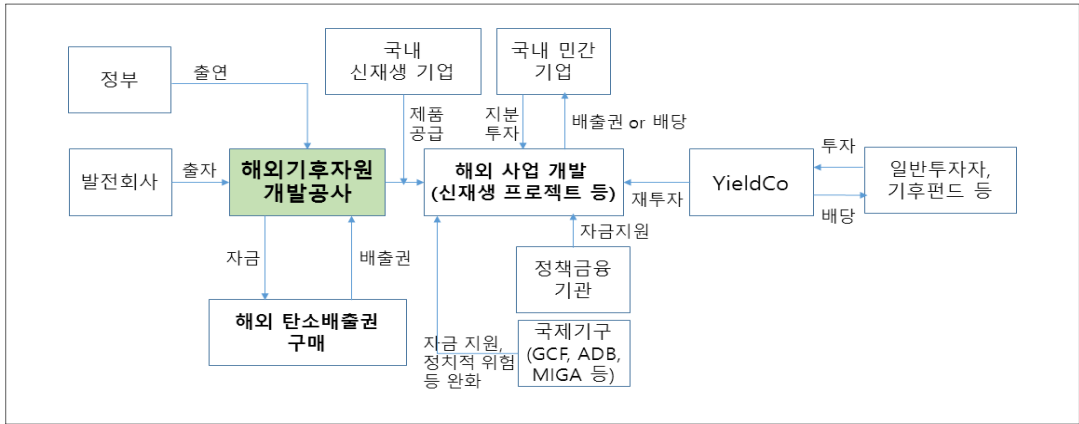 정부
출연
국내
신재생 기업
국내 민간
기업
제품
공급
지분
투자
배출권 or 배당
발전회사
출자
해외기후자원
개발공사
해외 사업 개발
(신재생 프로젝트 등)
재투자
YieldCo
투자
배당
일반투자자,
기후펀드 등
자금
배출권
자금지원
정책금융
기관
해외 탄소배출권
구매
자금 지원,
정치적 위험
등 완화
국제기구
(GCF, ADB,
MIGA 등)